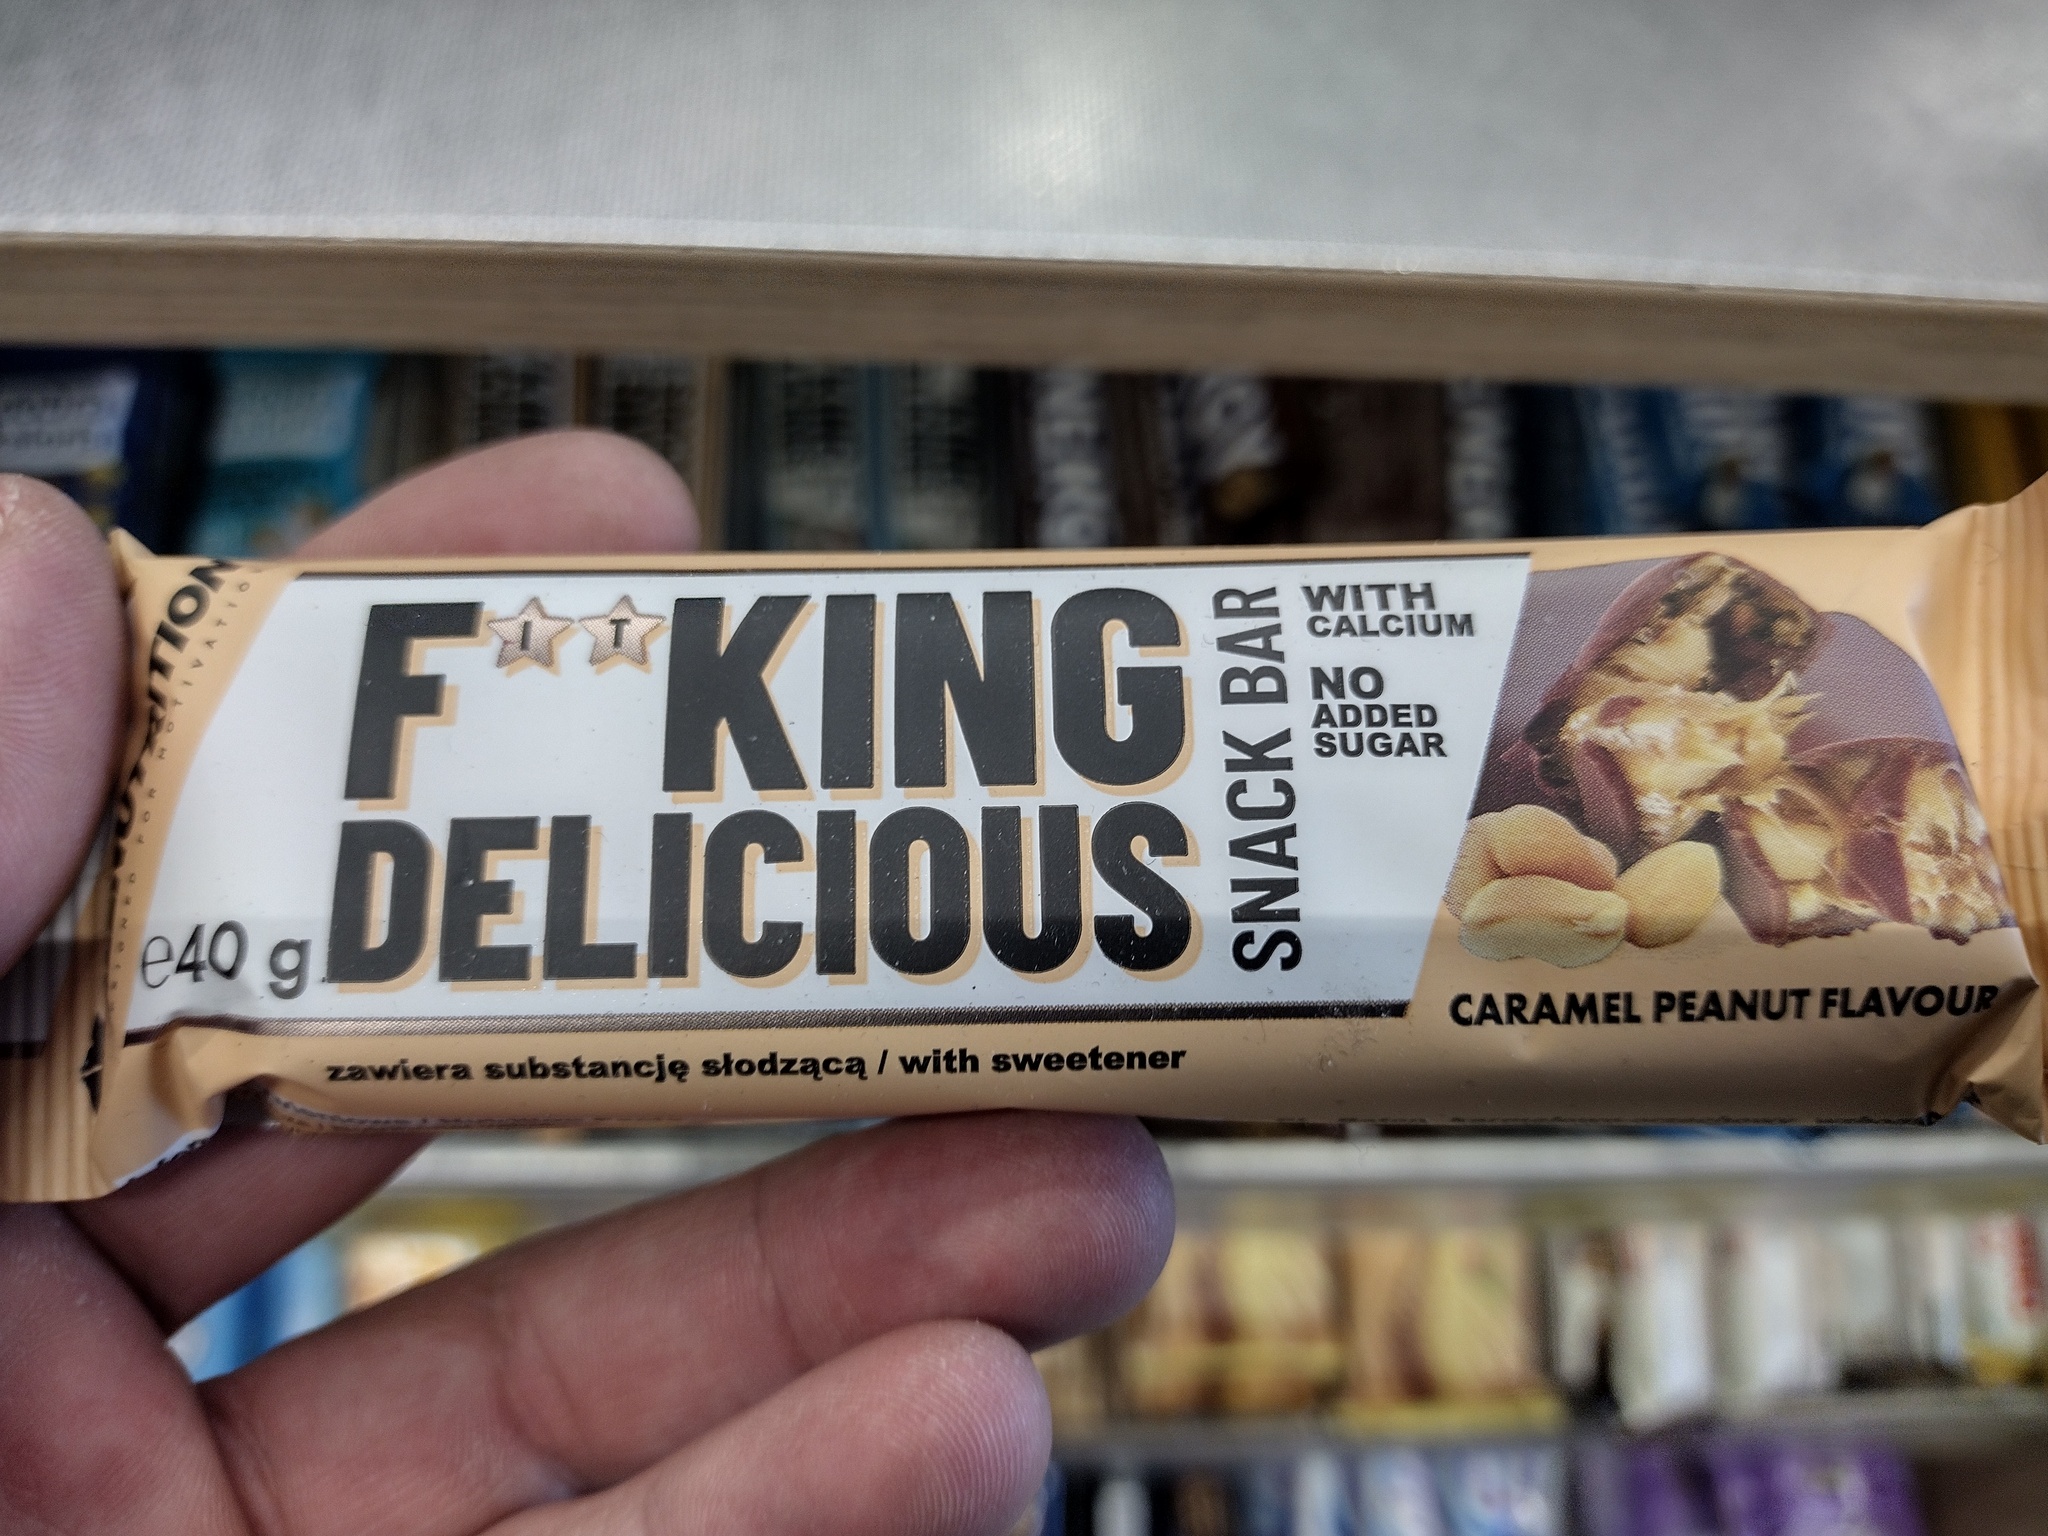 F I T KING
DELICIOUS
SNACK BAR
WITH
CALCIUM
NO
ADDED
SUGAR
e40 g
CARAMEL PEANUT FLAVOUR
zawiera substancję słodzącą / with sweetener